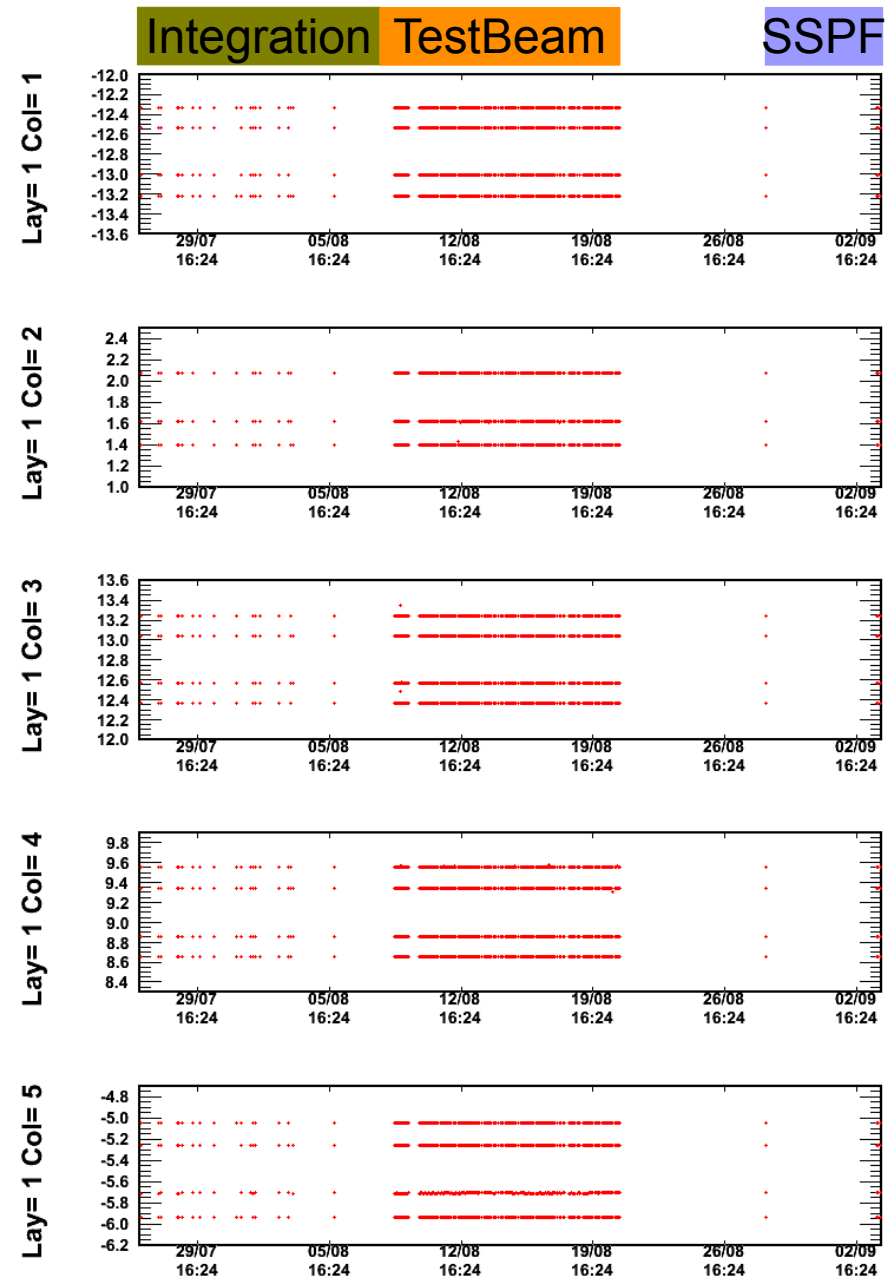 Integration TestBeam SSPF
Lay= 1 Col= 1
-12.0
-12.2
-12.4
-12.6
-12.8
-13.0
-13.2
-13.4
-13.6
29/07 05/08 12/08 19/08 26/08 02/09
16:24 16:24 16:24 16:24 16:24 16:24
Lay= 1 Col= 2
2.4
2.2
2.0
1.8
1.6
1.4
1.2
1.0
29/07 05/08 12/08 19/08 26/08 02/09
16:24 16:24 16:24 16:24 16:24 16:24
Lay= 1 Col= 3
13.6
13.4
13.2
13.0
12.8
12.6
12.4
12.2
12.0
29/07 05/08 12/08 19/08 26/08 02/09
16:24 16:24 16:24 16:24 16:24 16:24
Lay= 1 Col= 4
9.8
9.6
9.4
9.2
9.0
8.8
8.6
8.4
29/07 05/08 12/08 19/08 26/08 02/09
16:24 16:24 16:24 16:24 16:24 16:24
Lay= 1 Col= 5
-4.8
-5.0
-5.2
-5.4
-5.6
-5.8
-6.0
-6.2
29/07 05/08 12/08 19/08 26/08 02/09
16:24 16:24 16:24 16:24 16:24 16:24